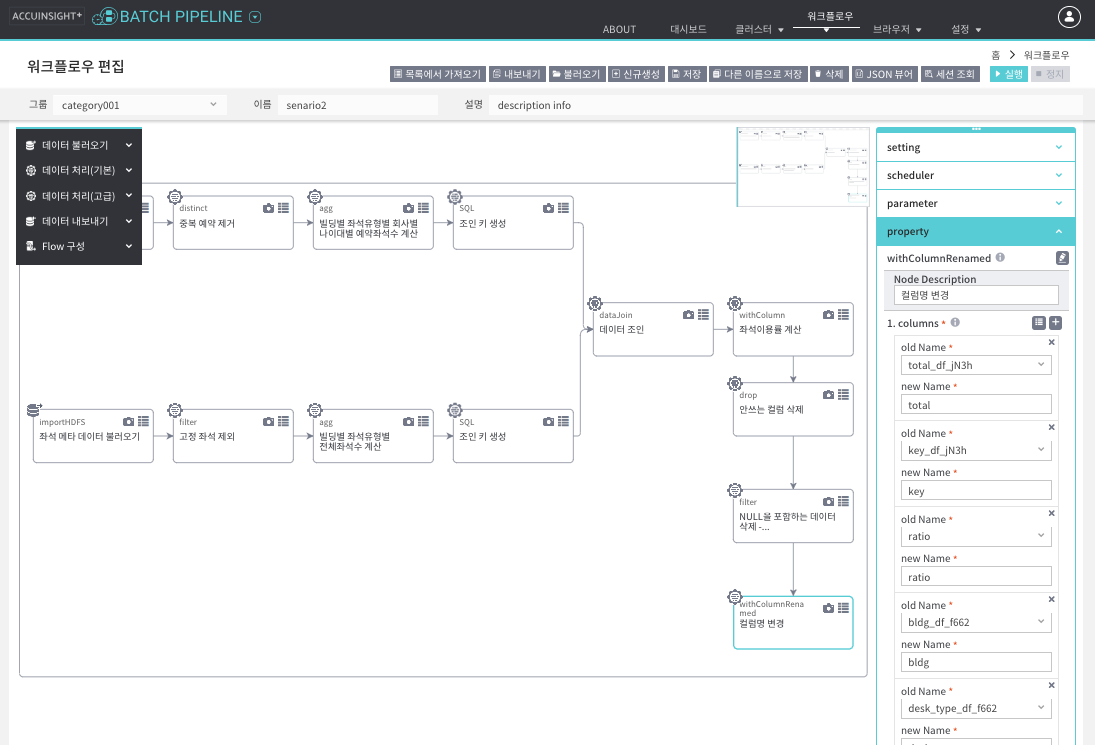 ACCUINSIGHT+
BATCH PIPELINE
ABOUT
대시보드
클러스터
워크플로우
브라우저
설정
워크플로우 편집
홈 > 워크플로우
목록에서 가져오기
내보내기
불러오기
신규생성
저장
다른 이름으로 저장
삭제
JSON 뷰어
세션 조회
실행
정지
그룹
category001
이름
senario2
설명
description info
데이터 불러오기
데이터 처리(기본)
데이터 처리(고급)
데이터 내보내기
Flow 구성
distinct
중복 예약 제거
agg
빌딩별 좌석유형별 회사별
나이대별 예약좌석수 계산
SQL
조인 키 생성
dataJoin
데이터 조인
withColumn
좌석이용률 계산
drop
안쓰는 컬럼 삭제
importHDFS
좌석 메타 데이터 불러오기
filter
고정 좌석 제외
agg
빌딩별 좌석유형별
전체좌석수 계산
SQL
조인 키 생성
filter
NULL을 포함하는 데이터
삭제 -...
withColumnRena
med
컬럼명 변경
setting
scheduler
parameter
property
withColumnRenamed
Node Description
컬럼명 변경
1. columns *
old Name *
total_df_jN3h
new Name *
total
old Name *
key_df_jN3h
new Name *
key
old Name *
ratio
new Name *
ratio
old Name *
bldg_df_f662
new Name *
bldg
old Name *
desk_type_df_f662
new Name *